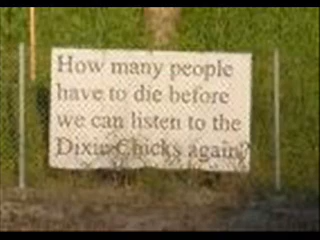 How many people
have to die before
we can listen to the
Dixie Chicks again?